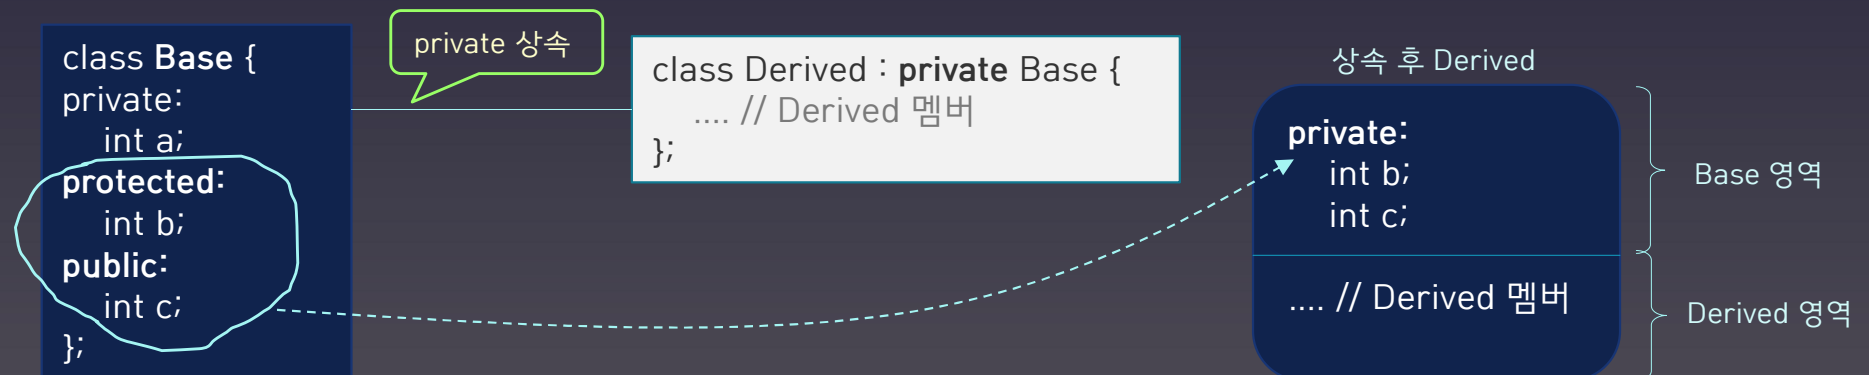 class Base {
private:
int a;
protected:
int b;
public:
int c;
};
private 상속
class Derived : private Base {
.... // Derived 멤버
};
상속 후 Derived
private:
int b;
int c;
.... // Derived 멤버
Base 영역
Derived 영역